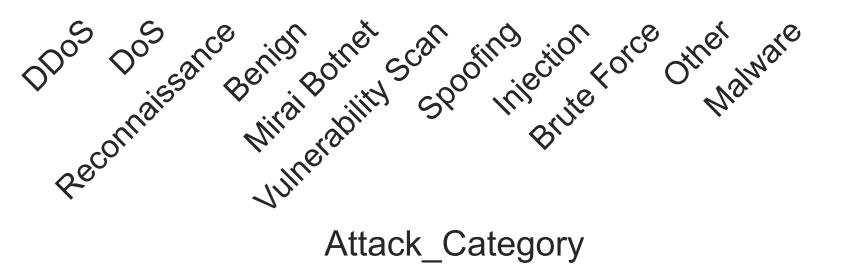 DDoS
DoS
Reconnaissance
Benign
Mirai Botnet
Vulnerability Scan
Spoofing
Injection
Brute Force
Other
Malware
Attack_Category